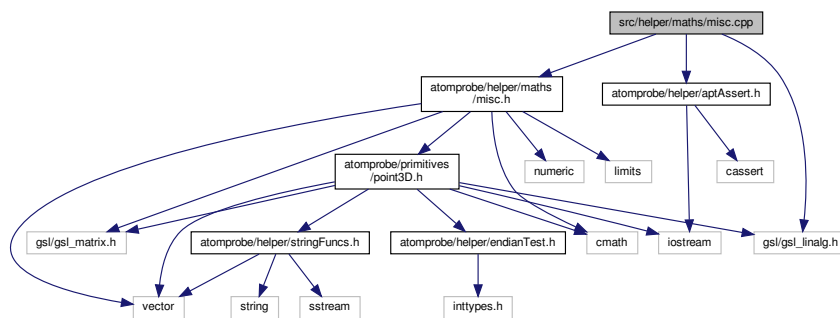 src/helper/maths/misc.cpp
atomprobe/helper/maths
/misc.h
atomprobe/helper/aptAssert.h
atomprobe/primitives
/point3D.h
numeric
limits
cassert
gsl/gsl_matrix.h
atomprobe/helper/stringFuncs.h
atomprobe/helper/endianTest.h
cmath
iostream
gsl/gsl_linalg.h
vector
string
sstream
inttypes.h